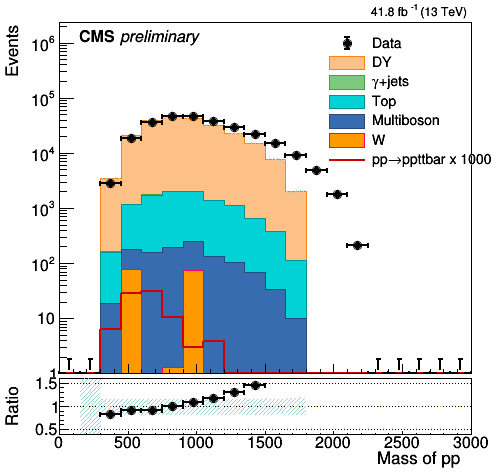 41.8 fb⁻¹ (13 TeV)
CMS preliminary
Events
10⁶
10⁵
10⁴
10³
10²
10
1
Data
DY
γ+jets
Top
Multiboson
W
pp→ppttbar x 1000
Ratio
1.5
1
0.5
0 500 1000 1500 2000 2500 3000
Mass of pp